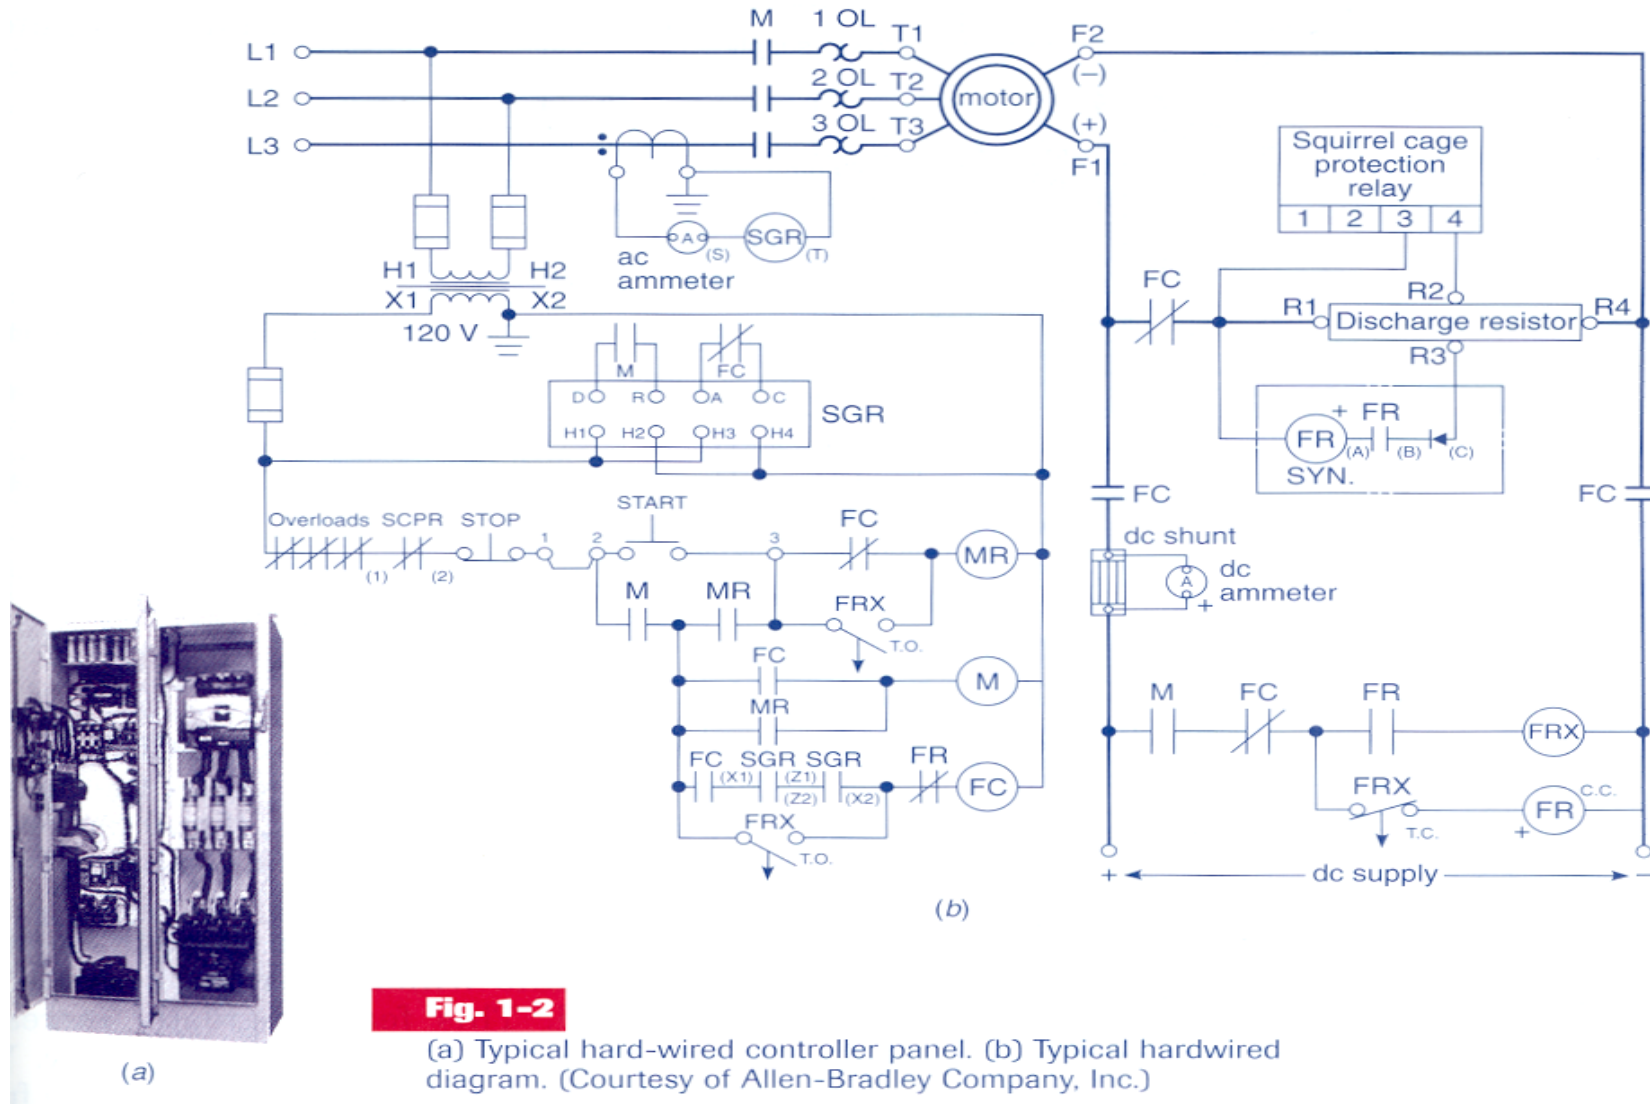 M 1 OL T1 F2
L1
(–)
L2 2 OL T2 motor
L3 3 OL T3 (+)
F1
Squirrel cage
protection
relay
1 2 3 4
A (S) SGR (T)
ac
ammeter
H1 H2
X1 X2
120 V
FC
R2
R1 Discharge resistor R4
R3
M FC
D R A C
SGR
H1 H2 H3 H4
+ FR
FR (A) (B) (C)
SYN.
FC FC
START
Overloads SCPR STOP
1 2 3
(1) (2)
FC
MR
dc shunt
A +
dc
ammeter
M MR FRX
T.O.
FC
M
MR
FC SGR SGR FR
(X1) (Z1)
(Z2) (X2)
FC
FRX
T.O.
M FC FR
FRX
FRX C.C.
FR
T.C. +
+ dc supply –
(b)
(a)
Fig. 1-2
(a) Typical hard-wired controller panel. (b) Typical hardwired
diagram. (Courtesy of Allen-Bradley Company, Inc.)